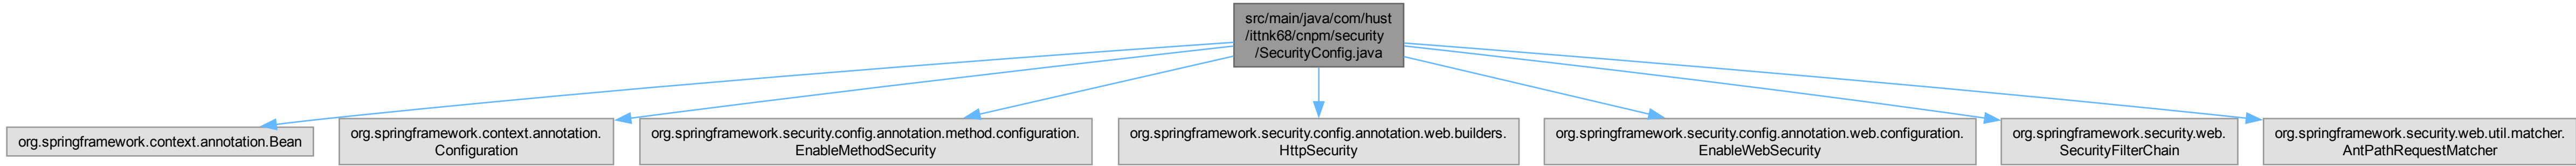 src/main/java/com/hust
/ittnk68/cnpm/security
/SecurityConfig.java
org.springframework.context.annotation.Bean
org.springframework.context.annotation.
Configuration
org.springframework.security.config.annotation.method.configuration.
EnableMethodSecurity
org.springframework.security.config.annotation.web.builders.
HttpSecurity
org.springframework.security.config.annotation.web.configuration.
EnableWebSecurity
org.springframework.security.web.
SecurityFilterChain
org.springframework.security.web.util.matcher.
AntPathRequestMatcher